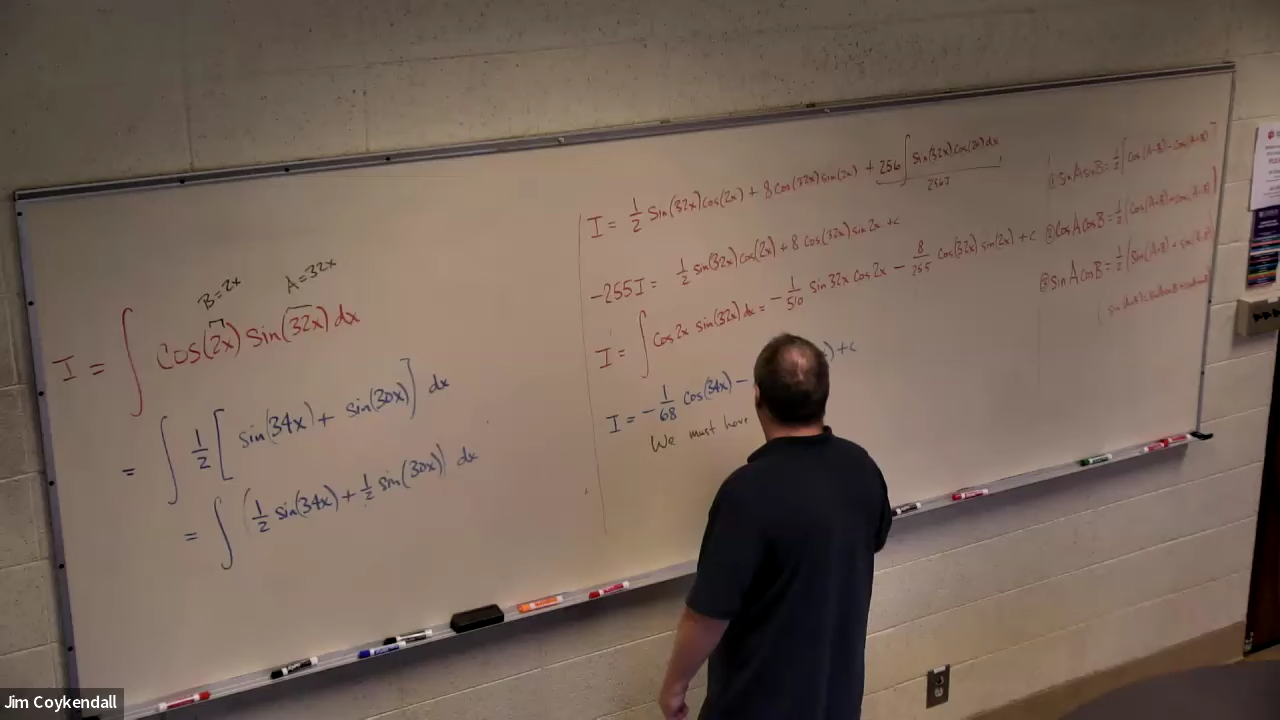 B=2x A=32x
I = ∫ cos(2x) sin(32x) dx
= ∫ 1/2 [ sin(34x) + sin(30x) ] dx
= ∫ ( 1/2 sin(34x) + 1/2 sin(30x) ) dx
I = 1/2 sin(32x) cos(2x) + 8 cos(32x) sin(2x) + 256 ∫ sin(32x) cos(2x) dx
256I
-255I = 1/2 sin(32x) cos(2x) + 8 cos(32x) sin 2x + c
I = ∫ cos 2x sin(32x) dx = - 1/510 sin 32x cos 2x - 8/255 cos(32x) sin(2x) + c
I = - 1/68 cos(34x) - ) + c
We must have
① sin A sin B = 1/2 [ cos(A-B) - cos(A+B) ]
② cos A cos B = 1/2 ( cos(A+B) + cos(A-B) )
③ sin A cos B = 1/2 ( sin(A+B) + sin(A-B) )
Jim Coykendall